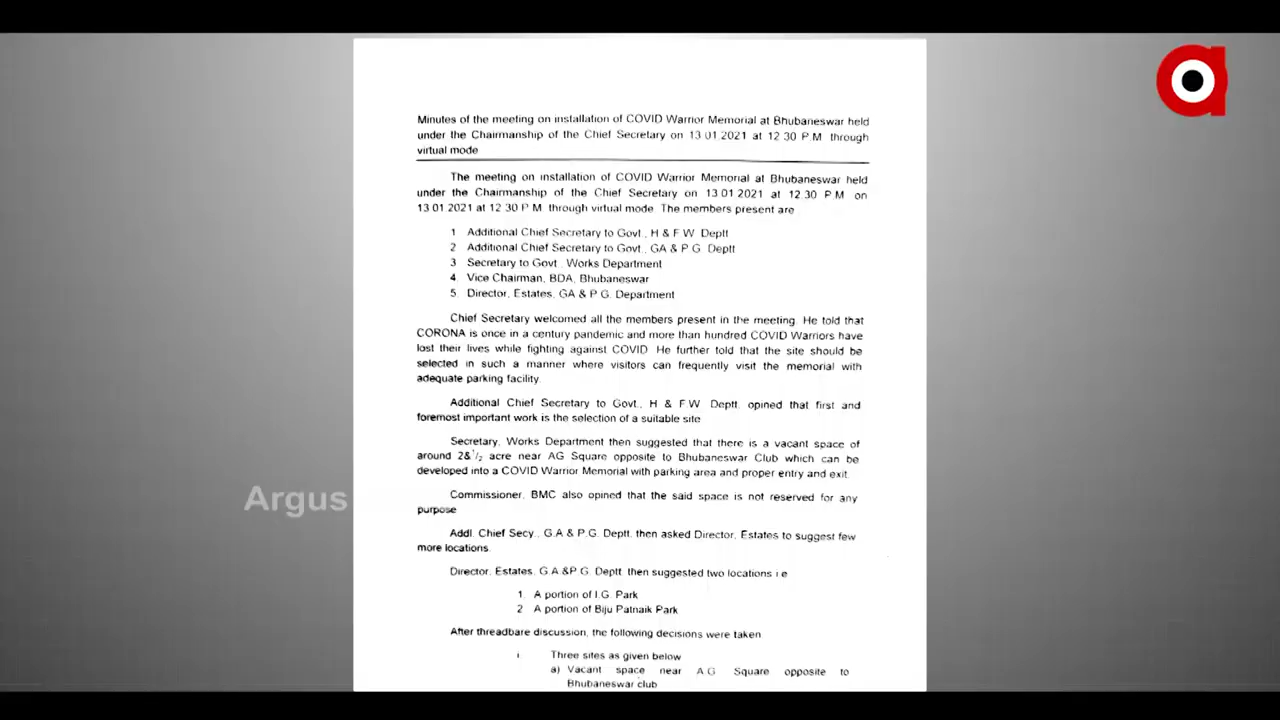 Minutes of the meeting on installation of COVID Warrior Memorial at Bhubaneswar held
under the Chairmanship of the Chief Secretary on 13 01.2021 at 12 30 P.M through
virtual mode
The meeting on installation of COVID Warrior Memorial at Bhubaneswar held
under the Chairmanship of the Chief Secretary on 13.01.2021 at 12.30 P M on
13 01.2021 at 12 30 P M. through virtual mode. The members present are
1 Additional Chief Secretary to Govt., H & F W. Deptt
2 Additional Chief Secretary to Govt., GA & P G. Deptt
3 Secretary to Govt., Works Department
4. Vice Chairman, BDA, Bhubaneswar
5. Director, Estates, GA & P G. Department
Chief Secretary welcomed all the members present in the meeting. He told that
CORONA is once in a century pandemic and more than hundred COVID Warriors have
lost their lives while fighting against COVID. He further told that the site should be
selected in such a manner where visitors can frequently visit the memorial with
adequate parking facility.
Additional Chief Secretary to Govt., H & F.W. Deptt. opined that first and
foremost important work is the selection of a suitable site
Secretary, Works Department then suggested that there is a vacant space of
around 2&1/2 acre near AG Square opposite to Bhubaneswar Club which can be
developed into a COVID Warrior Memorial with parking area and proper entry and exit.
Commissioner, BMC also opined that the said space is not reserved for any
purpose
Addl. Chief Secy., G.A & P.G. Deptt. then asked Director, Estates to suggest few
more locations.
Director, Estates, G.A.&P G. Deptt. then suggested two locations i e
1. A portion of I.G. Park
2 A portion of Biju Patnaik Park
After threadbare discussion, the following decisions were taken
i Three sites as given below
a) Vacant space near A.G Square opposite to
Bhubaneswar club
Argus
a